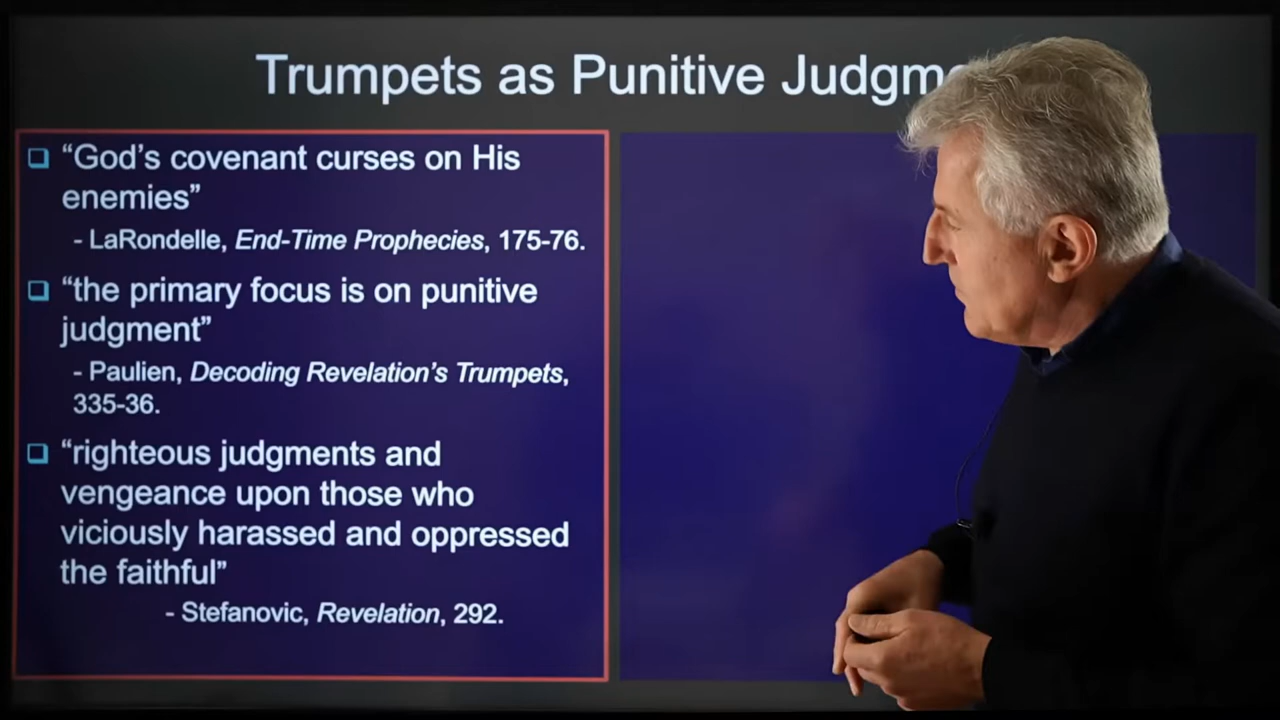 Trumpets as Punitive
“God’s covenant curses on His
enemies”
- LaRondelle, End-Time Prophecies, 175-76.
“the primary focus is on punitive
judgment”
- Paulien, Decoding Revelation’s Trumpets,
335-36.
“righteous judgments and
vengeance upon those who
viciously harassed and oppressed
the faithful”
- Stefanovic, Revelation, 292.